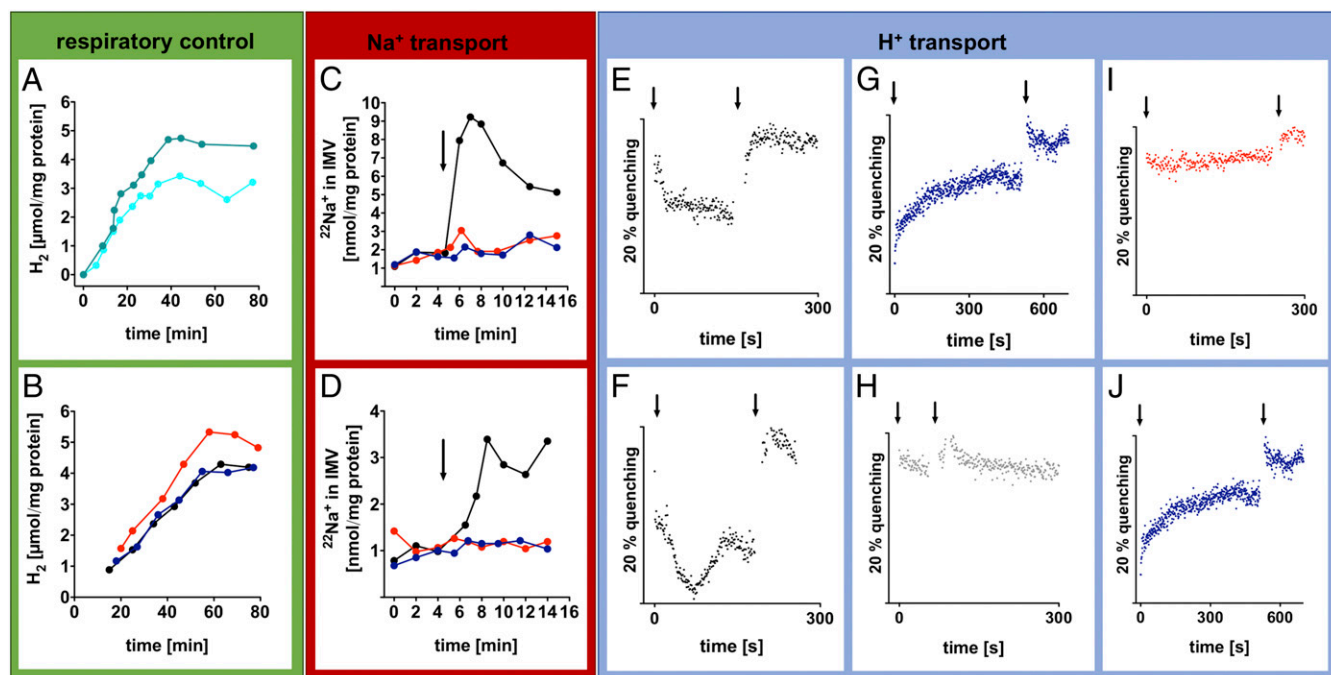 respiratory control
Na⁺ transport
H⁺ transport
A
H₂ [µmol/mg protein]
6
5
4
3
2
1
0
0 20 40 60 80
time [min]
B
H₂ [µmol/mg protein]
6
5
4
3
2
1
0
0 20 40 60 80
time [min]
C
²²Na⁺ in IMV
[nmol/mg protein]
10
9
8
7
6
5
4
3
2
1
0 2 4 6 8 10 12 14 16
time [min]
D
²²Na⁺ in IMV
[nmol/mg protein]
4
3
2
1
0 2 4 6 8 10 12 14 16
time [min]
E
20 % quenching
0 300
time [s]
F
20 % quenching
0 300
time [s]
G
20 % quenching
0 300 600
time [s]
H
20 % quenching
0 300
time [s]
I
20 % quenching
0 300
time [s]
J
20 % quenching
0 300 600
time [s]